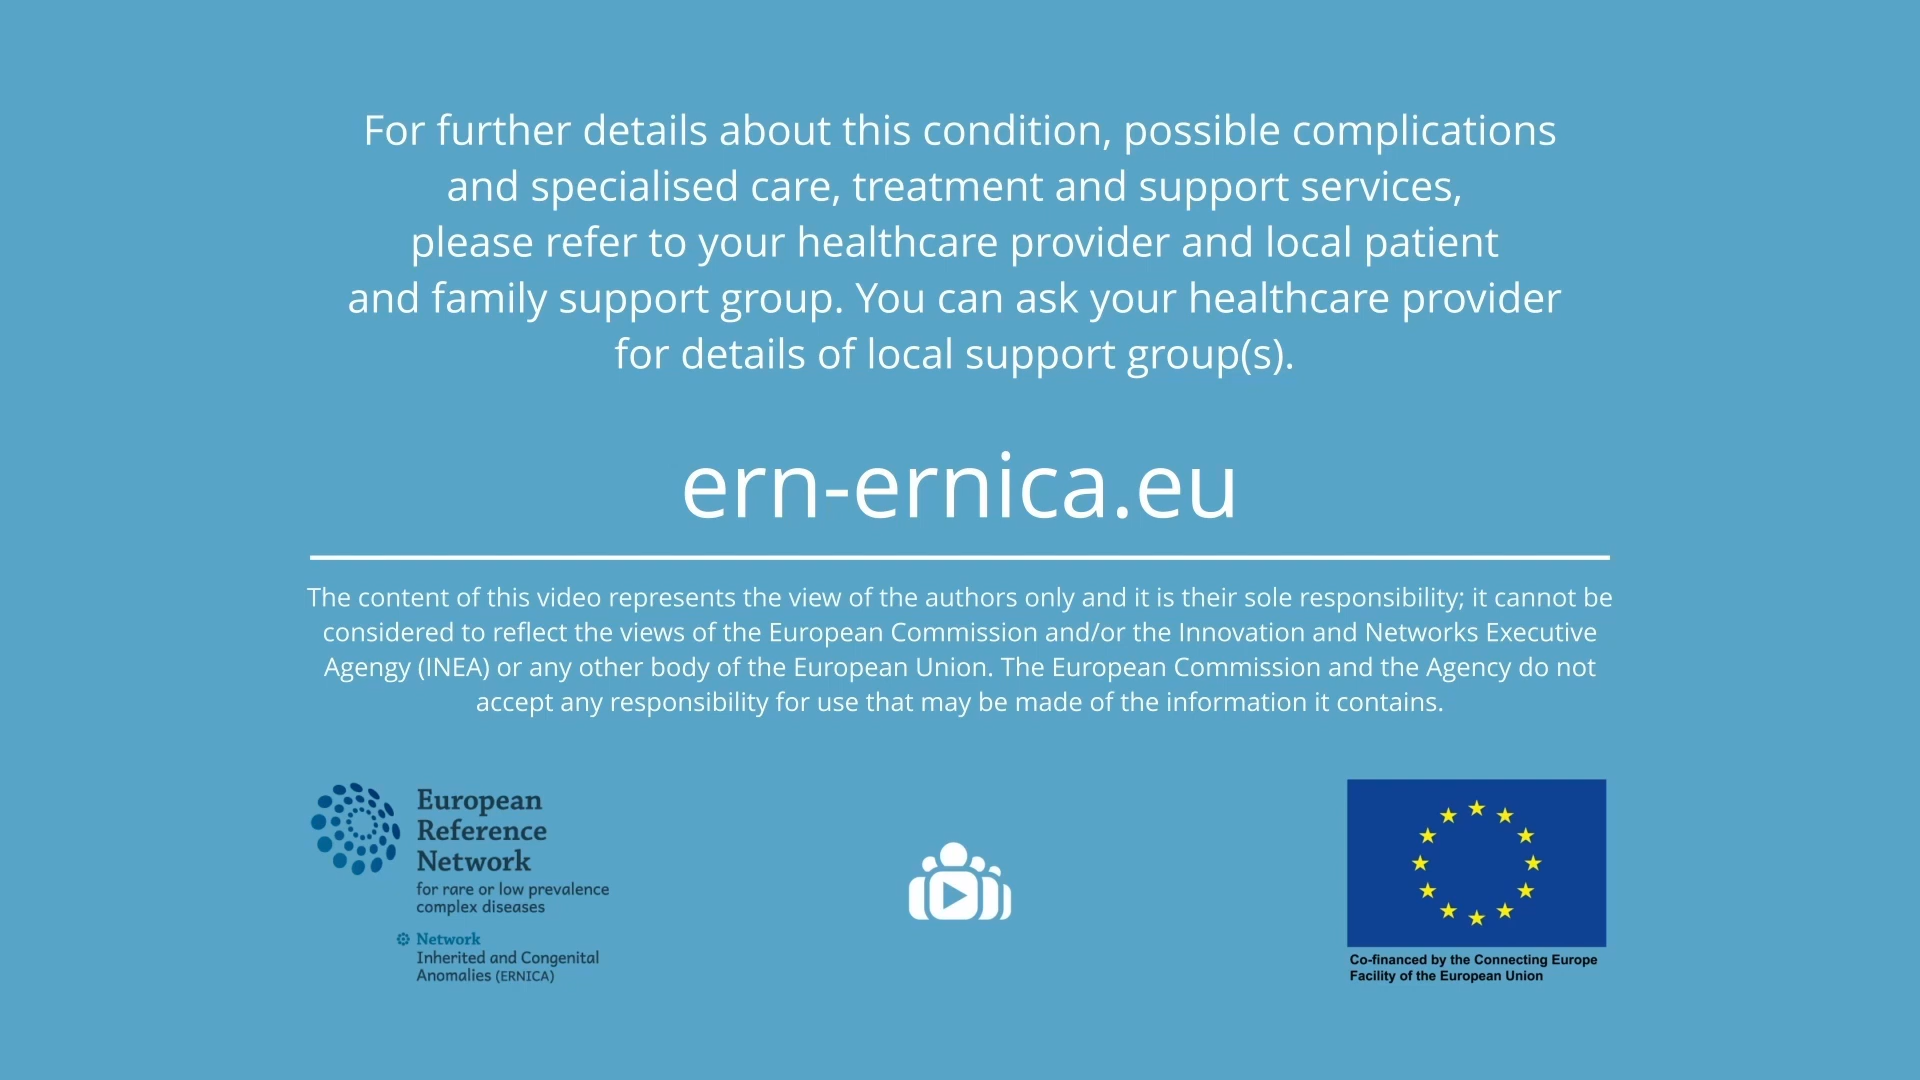 For further details about this condition, possible complications
and specialised care, treatment and support services,
please refer to your healthcare provider and local patient
and family support group. You can ask your healthcare provider
for details of local support group(s).
ern-ernica.eu
The content of this video represents the view of the authors only and it is their sole responsibility; it cannot be
considered to reflect the views of the European Commission and/or the Innovation and Networks Executive
Agengy (INEA) or any other body of the European Union. The European Commission and the Agency do not
accept any responsibility for use that may be made of the information it contains.
European
Reference
Network
for rare or low prevalence
complex diseases
Network
Inherited and Congenital
Anomalies (ERNICA)
Co-financed by the Connecting Europe
Facility of the European Union